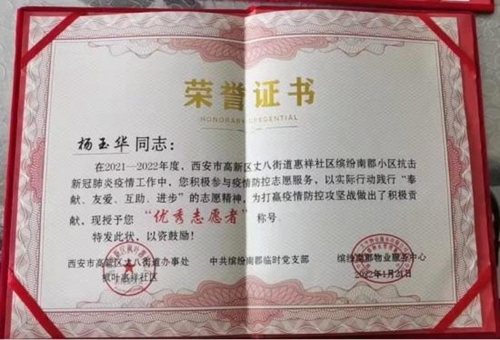 荣誉证书
HONORARY CREDENTIAL
杨玉华 同志：
在2021—2022年度，西安市高新区丈八街道惠祥社区缤纷南郡小区抗击
新冠肺炎疫情工作中，您积极参与疫情防控志愿服务，以实际行动践行“奉
献、友爱、互助、进步”的志愿精神，为打赢疫情防控攻坚战做出了积极贡
献，现授予您“优秀志愿者”称号。
特发此状，以资鼓励！
西安市高新区丈八街道办事处 中共缤纷南郡临时党支部 缤纷南郡物业服务中心
枫叶惠祥社区 2022年1月21日